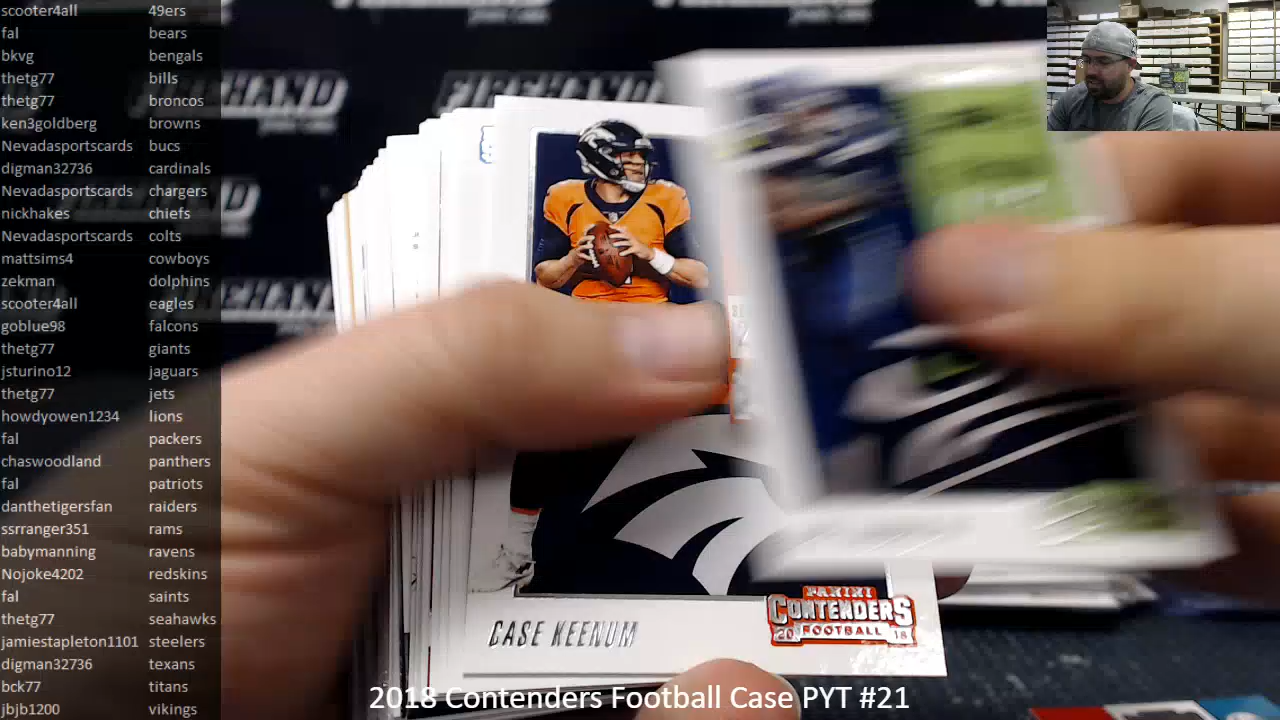 scooter4all 49ers
fal bears
bkvg bengals
thetg77 bills
thetg77 broncos
ken3goldberg browns
Nevadasportscards bucs
digman32736 cardinals
Nevadasportscards chargers
nickhakes chiefs
Nevadasportscards colts
mattsims4 cowboys
zekman dolphins
scooter4all eagles
goblue98 falcons
thetg77 giants
jsturino12 jaguars
thetg77 jets
howdyowen1234 lions
fal packers
chaswoodland panthers
fal patriots
danthetigersfan raiders
ssrranger351 rams
babymanning ravens
Nojoke4202 redskins
fal saints
thetg77 seahawks
jamiestapleton1101 steelers
digman32736 texans
bck77 titans
jbjb1200 vikings
PANINI
CONTENDERS
20 FOOTBALL 18
CASE KEENUM
2018 Contenders Football Case PYT #21